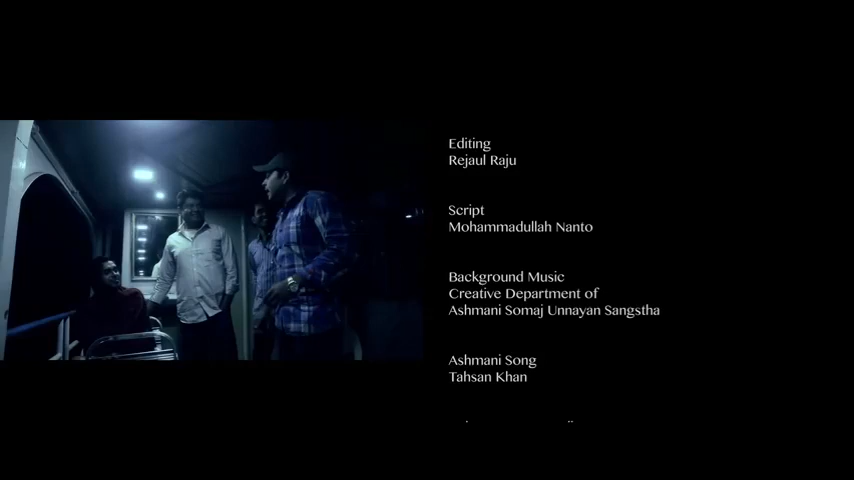 Editing
Rejaul Raju
Script
Mohammadullah Nanto
Background Music
Creative Department of
Ashmani Somaj Unnayan Sangstha
Ashmani Song
Tahsan Khan